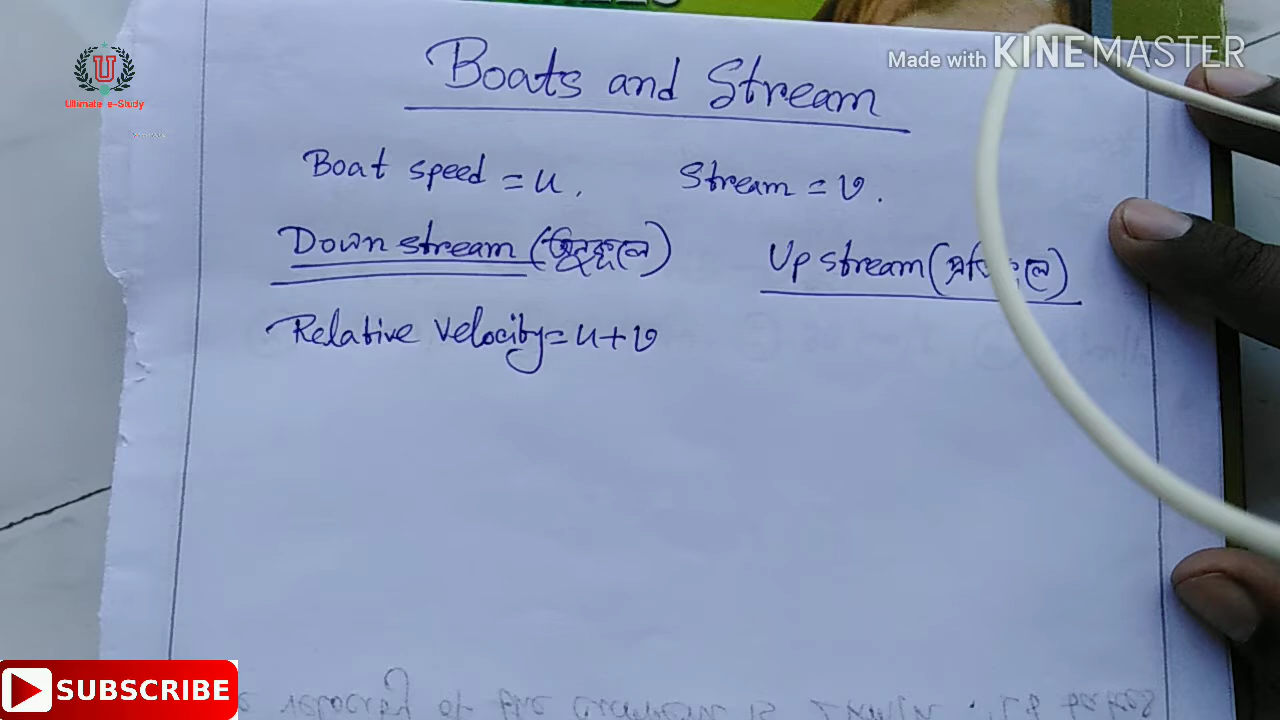 Made with KINEMASTER
U
Ultimate e-Study
Boats and Stream
Boat speed = u, Stream = v.
Down stream (অনুকূলে) Up stream (
Relative velocity = u + v
SUBSCRIBE